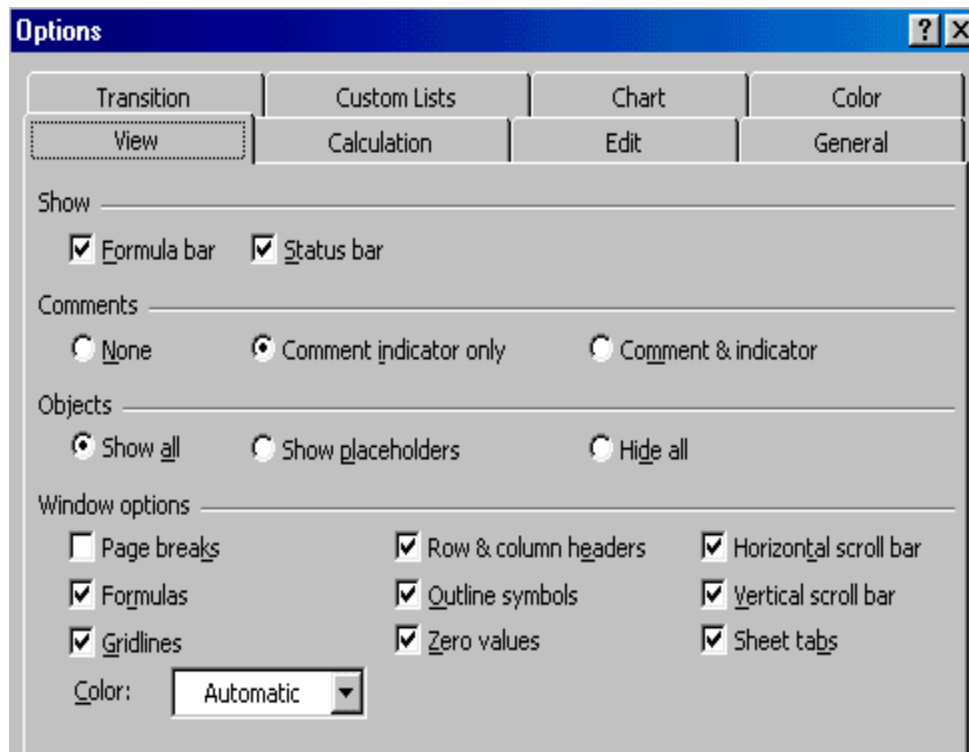 Options
Transition Custom Lists Chart Color
View Calculation Edit General
Show
Formula bar Status bar
Comments
None Comment indicator only Comment & indicator
Objects
Show all Show placeholders Hide all
Window options
Page breaks Row & column headers Horizontal scroll bar
Formulas Outline symbols Vertical scroll bar
Gridlines Zero values Sheet tabs
Color: Automatic